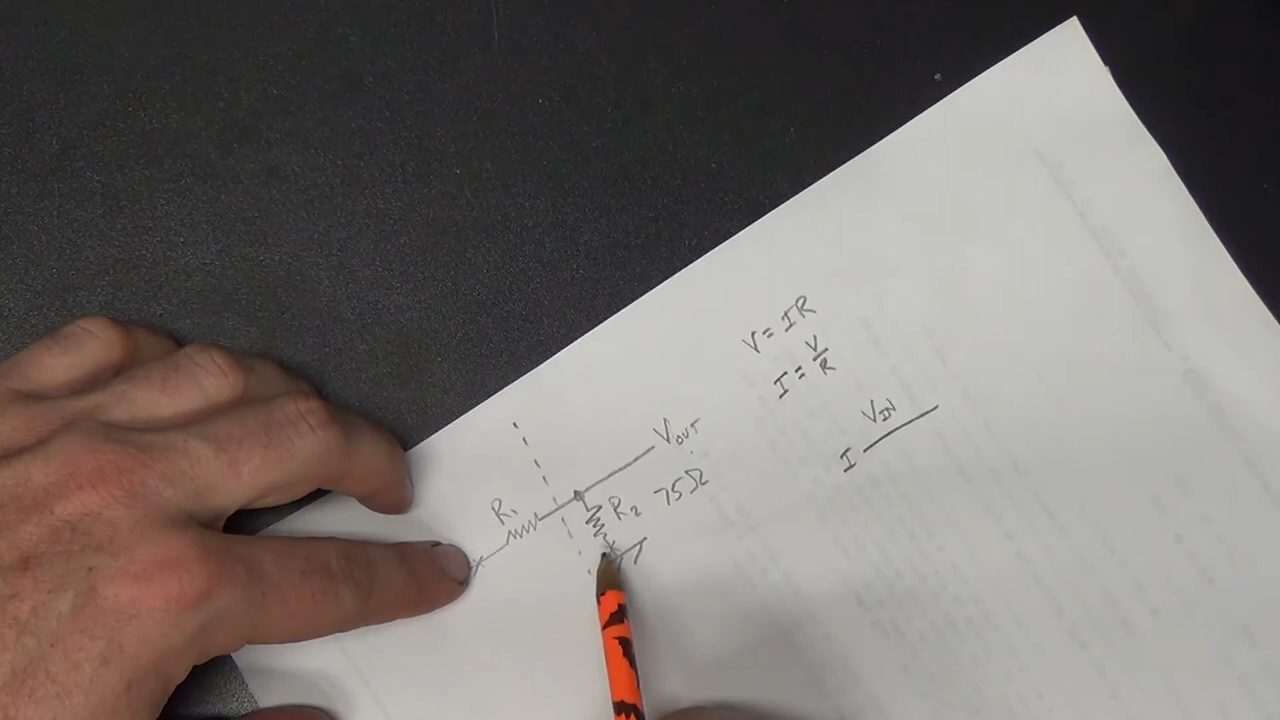 V = IR
I = V/R
I V_IN
V_OUT
R₁
R₂ 75Ω